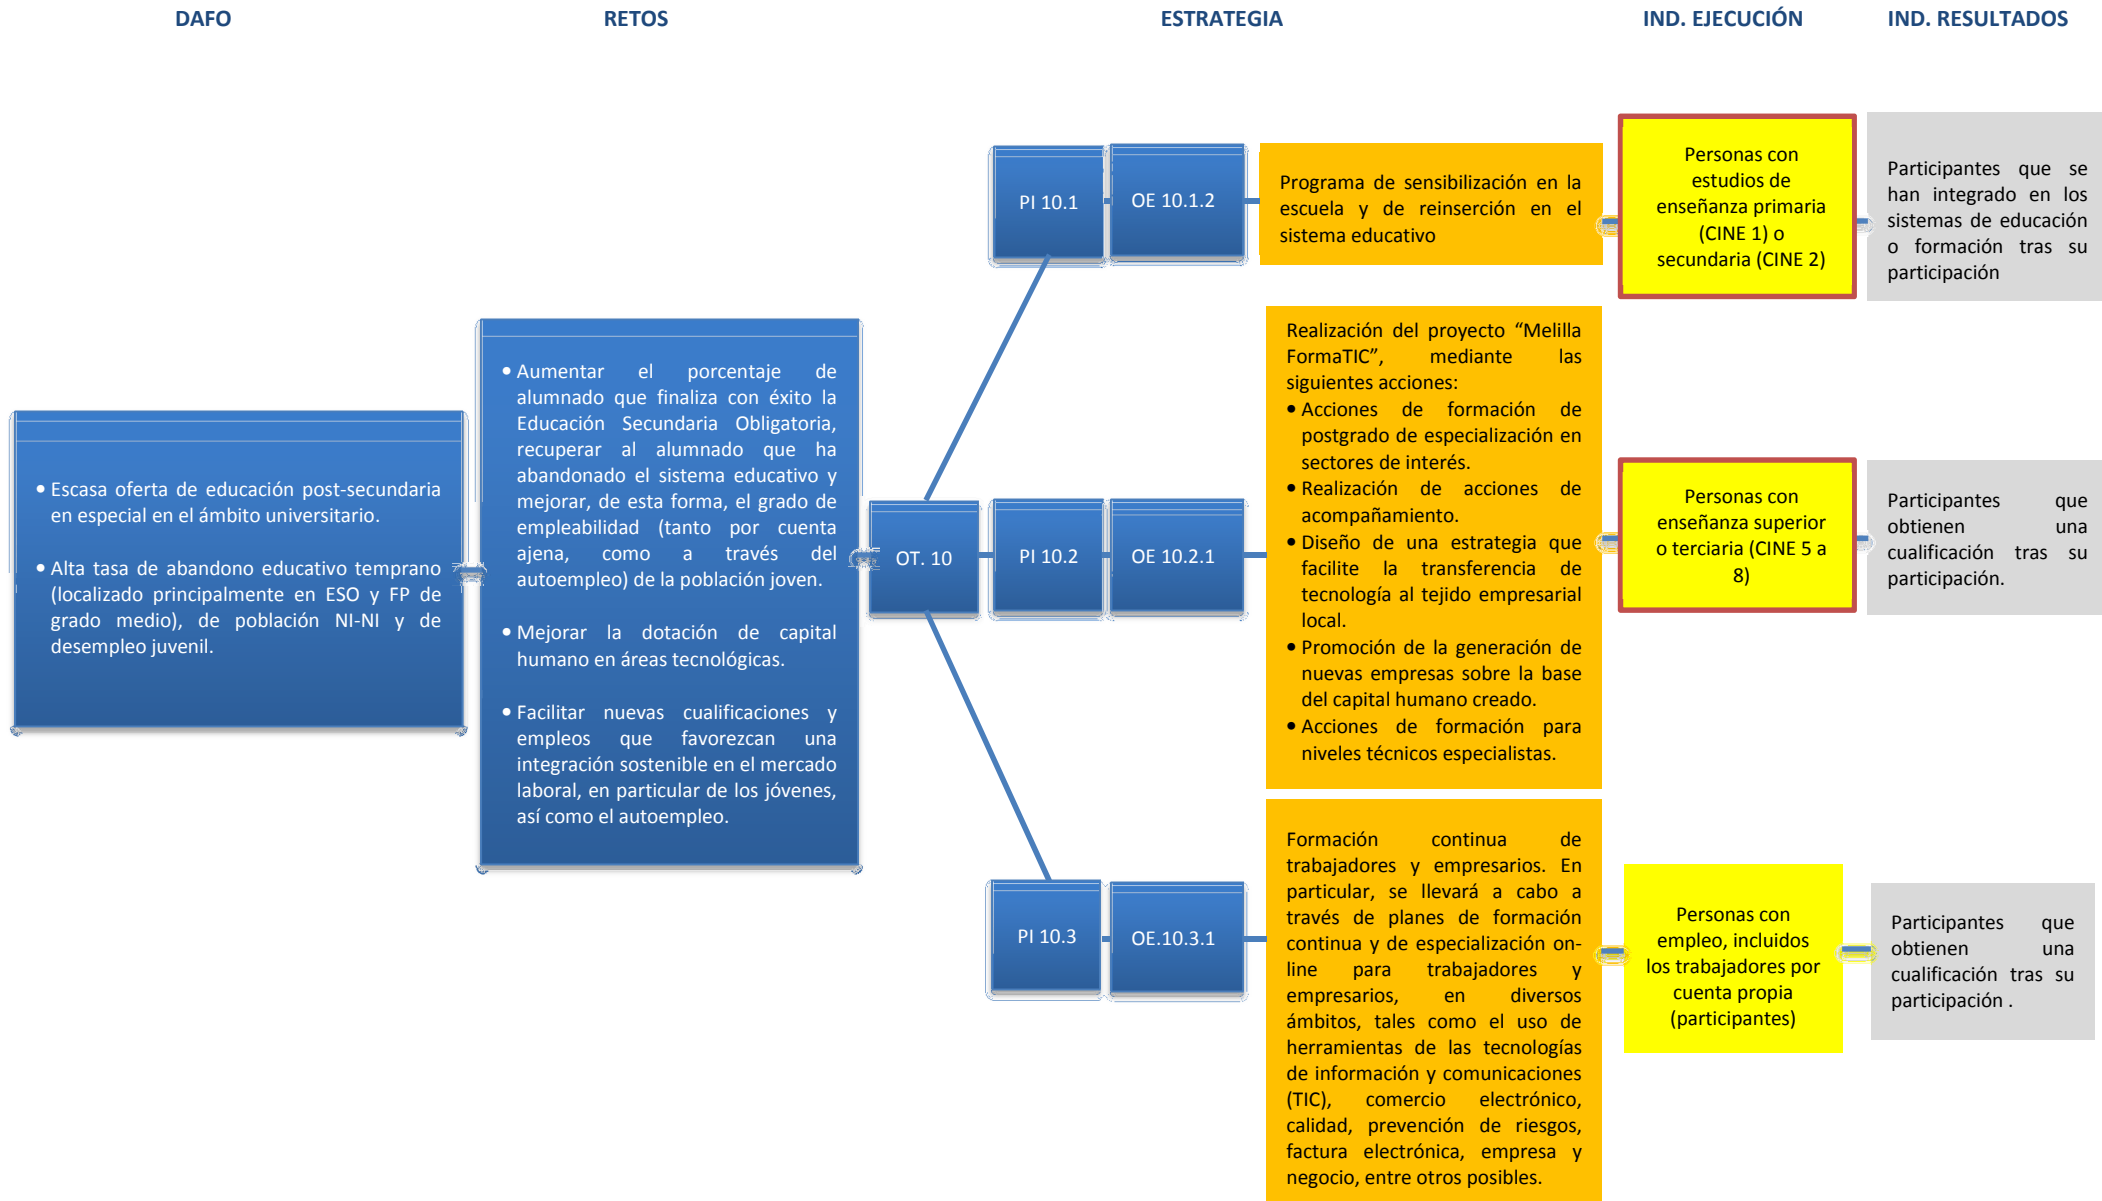 DAFO
RETOS
ESTRATEGIA
IND. EJECUCIÓN
IND. RESULTADOS
• Escasa oferta de educación post-secundaria
en especial en el ámbito universitario.
• Alta tasa de abandono educativo temprano
(localizado principalmente en ESO y FP de
grado medio), de población NI-NI y de
desempleo juvenil.
• Aumentar el porcentaje de
alumnado que finaliza con éxito la
Educación Secundaria Obligatoria,
recuperar al alumnado que ha
abandonado el sistema educativo y
mejorar, de esta forma, el grado de
empleabilidad (tanto por cuenta
ajena, como a través del
autoempleo) de la población joven.
• Mejorar la dotación de capital
humano en áreas tecnológicas.
• Facilitar nuevas cualificaciones y
empleos que favorezcan una
integración sostenible en el mercado
laboral, en particular de los jóvenes,
así como el autoempleo.
OT. 10
PI 10.1
OE 10.1.2
Programa de sensibilización en la
escuela y de reinserción en el
sistema educativo
Personas con
estudios de
enseñanza primaria
(CINE 1) o
secundaria (CINE 2)
Participantes que se
han integrado en los
sistemas de educación
o formación tras su
participación
PI 10.2
OE 10.2.1
Realización del proyecto “Melilla
FormaTIC”, mediante las
siguientes acciones:
• Acciones de formación de
postgrado de especialización en
sectores de interés.
• Realización de acciones de
acompañamiento.
• Diseño de una estrategia que
facilite la transferencia de
tecnología al tejido empresarial
local.
• Promoción de la generación de
nuevas empresas sobre la base
del capital humano creado.
• Acciones de formación para
niveles técnicos especialistas.
Personas con
enseñanza superior
o terciaria (CINE 5 a
8)
Participantes que
obtienen una
cualificación tras su
participación.
PI 10.3
OE.10.3.1
Formación continua de
trabajadores y empresarios. En
particular, se llevará a cabo a
través de planes de formación
continua y de especialización on-
line para trabajadores y
empresarios, en diversos
ámbitos, tales como el uso de
herramientas de las tecnologías
de información y comunicaciones
(TIC), comercio electrónico,
calidad, prevención de riesgos,
factura electrónica, empresa y
negocio, entre otros posibles.
Personas con
empleo, incluidos
los trabajadores por
cuenta propia
(participantes)
Participantes que
obtienen una
cualificación tras su
participación .